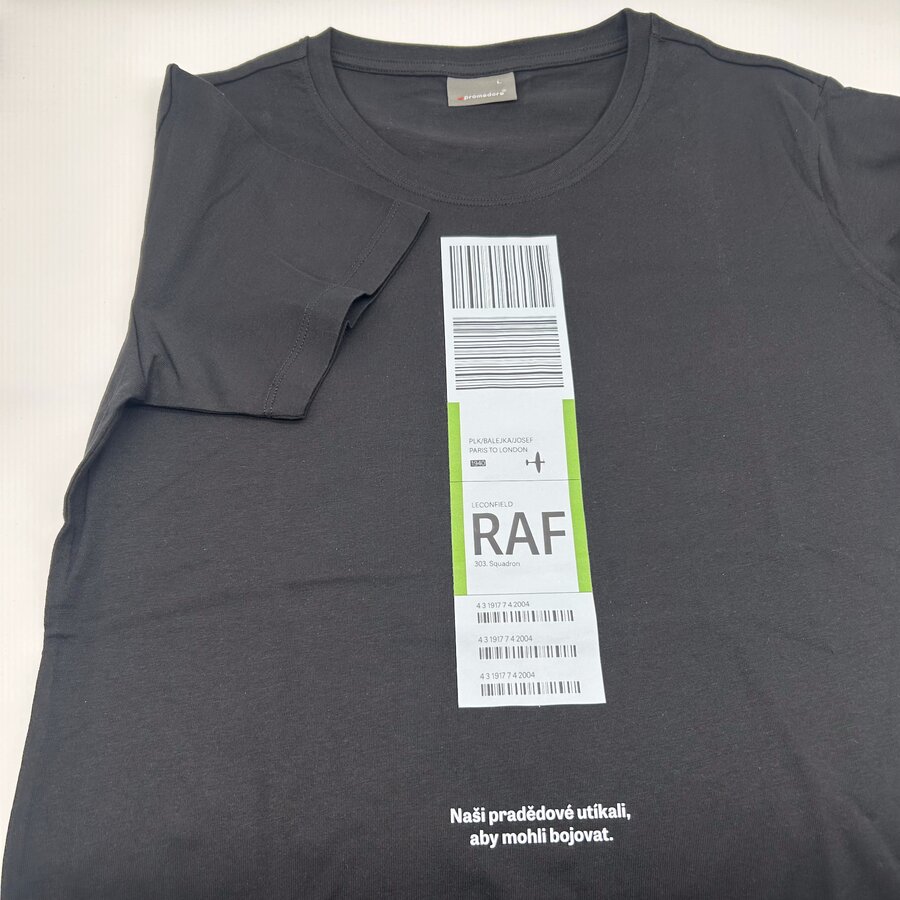 L
promodoro
PLK/BALEJKA/JOSEF
PARIS TO LONDON
1940
LECONFIELD
RAF
303. Squadron
4 3 1917 7 4 2004
4 3 1917 7 4 2004
4 3 1917 7 4 2004
Naši pradědové utíkali,
aby mohli bojovat.